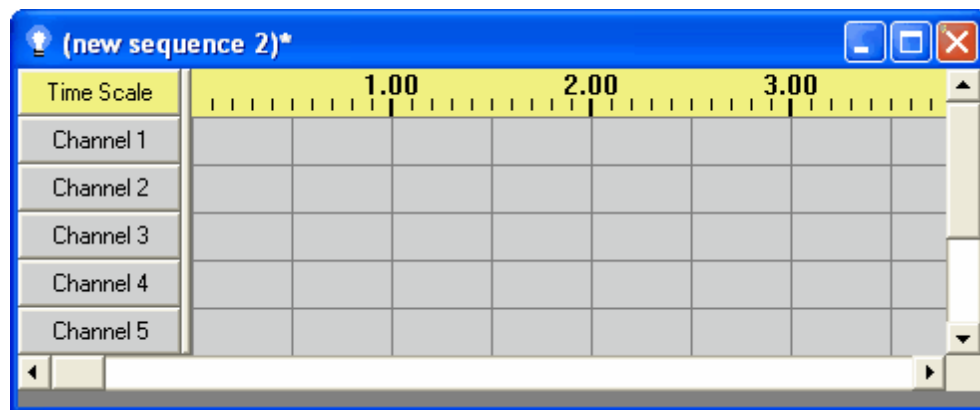 (new sequence 2)*
Time Scale 1.00 2.00 3.00
Channel 1
Channel 2
Channel 3
Channel 4
Channel 5